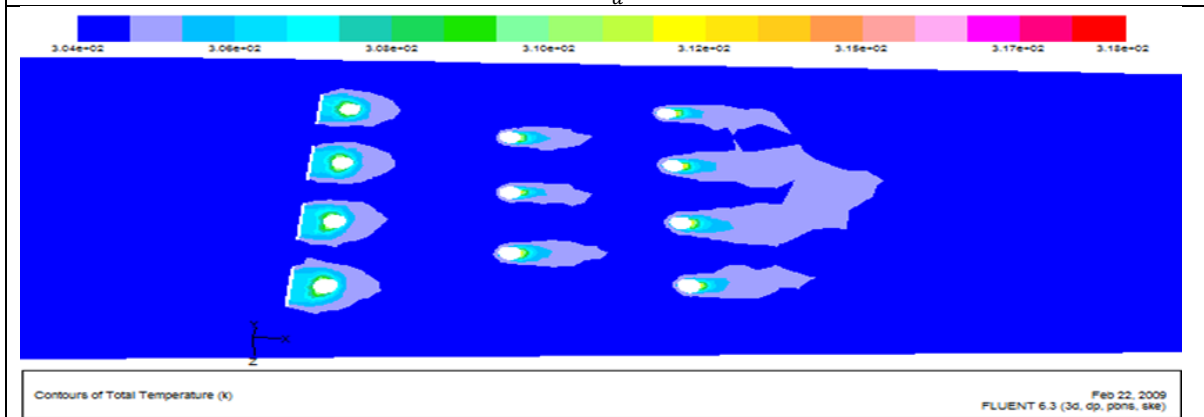 d
3.04e+02 3.06e+02 3.08e+02 3.10e+02 3.12e+02 3.15e+02 3.17e+02 3.18e+02
Y
X
Z
Contours of Total Temperature (k)
Feb 22, 2009
FLUENT 6.3 (3d, dp, pbns, ske)